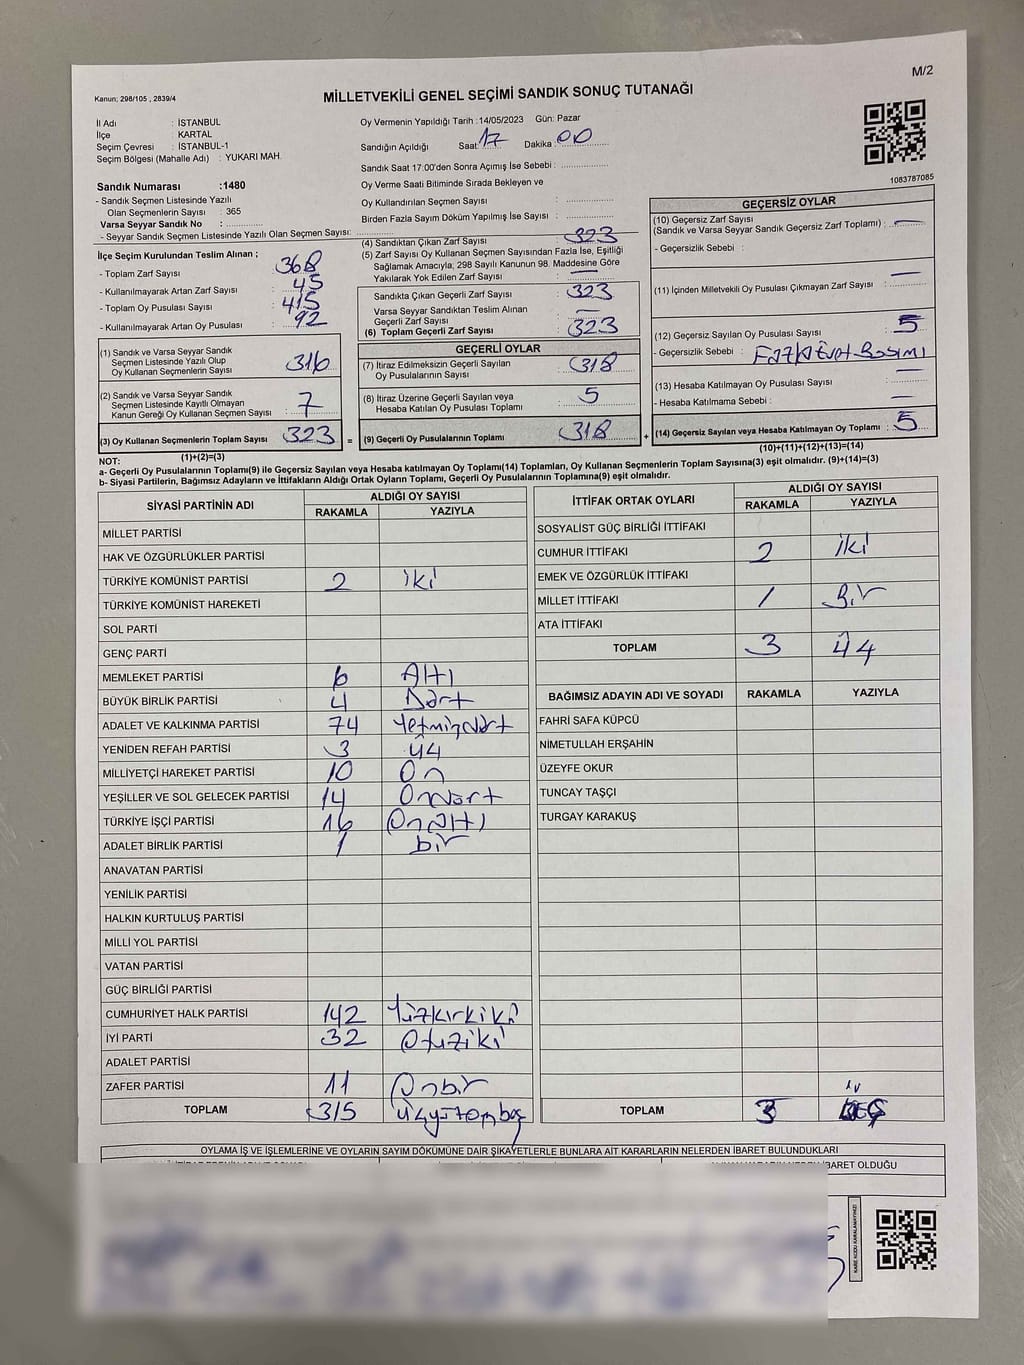 M/2
Kanun; 298/105 , 2839/4
MİLLETVEKİLİ GENEL SEÇİMİ SANDIK SONUÇ TUTANAĞI
İl Adı : İSTANBUL
İlçe : KARTAL
Seçim Çevresi : İSTANBUL-1
Seçim Bölgesi (Mahalle Adı) : YUKARI MAH.
Sandık Numarası :1480
- Sandık Seçmen Listesinde Yazılı
Olan Seçmenlerin Sayısı : 365
Varsa Seyyar Sandık No :
- Seyyar Sandık Seçmen Listesinde Yazılı Olan Seçmen Sayısı:
Oy Vermenin Yapıldığı Tarih :14/05/2023 Gün: Pazar
Sandığın Açıldığı Saat 17 Dakika 00
Sandık Saat 17:00'den Sonra Açımış İse Sebebi :
Oy Verme Saati Bitiminde Sırada Bekleyen ve
Oy Kullandırılan Seçmen Sayısı :
Birden Fazla Sayım Döküm Yapılmış İse Sayısı :
1083787085
İlçe Seçim Kurulundan Teslim Alınan ;
- Toplam Zarf Sayısı : 368
- Kullanılmayarak Artan Zarf Sayısı : 45
- Toplam Oy Pusulası Sayısı : 415
- Kullanılmayarak Artan Oy Pusulası : 92
(1) Sandık ve Varsa Seyyar Sandık
Seçmen Listesinde Yazılı Olup
Oy Kullanan Seçmenlerin Sayısı : 316
(2) Sandık ve Varsa Seyyar Sandık
Seçmen Listesinde Kayıtlı Olmayan
Kanun Gereği Oy Kullanan Seçmen Sayısı : 7
(3) Oy Kullanan Seçmenlerin Toplam Sayısı 323 =
(1)+(2)=(3)
(4) Sandıktan Çıkan Zarf Sayısı : 323
(5) Zarf Sayısı Oy Kullanan Seçmen Sayısından Fazla İse, Eşitliği
Sağlamak Amacıyla, 298 Sayılı Kanunun 98. Maddesine Göre
Yakılarak Yok Edilen Zarf Sayısı : —
Sandıkta Çıkan Geçerli Zarf Sayısı : 323
Varsa Seyyar Sandıktan Teslim Alınan
Geçerli Zarf Sayısı : —
(6) Toplam Geçerli Zarf Sayısı : 323
GEÇERLİ OYLAR
(7) İtiraz Edilmeksizin Geçerli Sayılan
Oy Pusulalarının Sayısı : 318
(8) İtiraz Üzerine Geçerli Sayılan veya
Hesaba Katılan Oy Pusulası Toplamı : 5
(9) Geçerli Oy Pusulalarının Toplamı : 318 +
GEÇERSİZ OYLAR
(10) Geçersiz Zarf Sayısı
(Sandık ve Varsa Seyyar Sandık Geçersiz Zarf Toplamı) : —
- Geçersizlik Sebebi :
(11) İçinden Milletvekili Oy Pusulası Çıkmayan Zarf Sayısı : —
(12) Geçersiz Sayılan Oy Pusulası Sayısı : 5
- Geçersizlik Sebebi :
(13) Hesaba Katılmayan Oy Pusulası Sayısı : —
- Hesaba Katılmama Sebebi : —
(14) Geçersiz Sayılan veya Hesaba Katılmayan Oy Toplamı : 5
(10)+(11)+(12)+(13)=(14)
NOT:
a- Geçerli Oy Pusulalarının Toplamı(9) ile Geçersiz Sayılan veya Hesaba katılmayan Oy Toplamı(14) Toplamları, Oy Kullanan Seçmenlerin Toplam Sayısına(3) eşit olmalıdır. (9)+(14)=(3)
b- Siyasi Partilerin, Bağımsız Adayların ve İttifakların Aldığı Ortak Oyların Toplamı, Geçerli Oy Pusulalarının Toplamına(9) eşit olmalıdır.
SİYASİ PARTİNİN ADI ALDIĞI OY SAYISI
RAKAMLA YAZIYLA
MİLLET PARTİSİ
HAK VE ÖZGÜRLÜKLER PARTİSİ
TÜRKİYE KOMÜNİST PARTİSİ 2 iki
TÜRKİYE KOMÜNİST HAREKETİ
SOL PARTİ
GENÇ PARTİ
MEMLEKET PARTİSİ 6 Altı
BÜYÜK BİRLİK PARTİSİ 4 Dört
ADALET VE KALKINMA PARTİSİ 74 Yetmişdört
YENİDEN REFAH PARTİSİ 3 üç
MİLLİYETÇİ HAREKET PARTİSİ 10 On
YEŞİLLER VE SOL GELECEK PARTİSİ 14 Ondört
TÜRKİYE İŞÇİ PARTİSİ 16 Onaltı
ADALET BİRLİK PARTİSİ 1 bir
ANAVATAN PARTİSİ
YENİLİK PARTİSİ
HALKIN KURTULUŞ PARTİSİ
MİLLİ YOL PARTİSİ
VATAN PARTİSİ
GÜÇ BİRLİĞİ PARTİSİ
CUMHURİYET HALK PARTİSİ 142 Yüzkırkiki
İYİ PARTİ 32 Otuziki
ADALET PARTİSİ
ZAFER PARTİSİ 11 Onbir
TOPLAM 315 üçyüzonbeş
İTTİFAK ORTAK OYLARI ALDIĞI OY SAYISI
RAKAMLA YAZIYLA
SOSYALİST GÜÇ BİRLİĞİ İTTİFAKI
CUMHUR İTTİFAKI 2 iki
EMEK VE ÖZGÜRLÜK İTTİFAKI
MİLLET İTTİFAKI 1 Bir
ATA İTTİFAKI
TOPLAM 3 üç
BAĞIMSIZ ADAYIN ADI VE SOYADI RAKAMLA YAZIYLA
FAHRİ SAFA KÜPCÜ
NİMETULLAH ERŞAHİN
ÜZEYFE OKUR
TUNCAY TAŞÇI
TURGAY KARAKUŞ
TOPLAM 3
OYLAMA İŞ VE İŞLEMLERİNE VE OYLARIN SAYIM DÖKÜMÜNE DAİR ŞİKAYETLERLE BUNLARA AİT KARARLARIN NELERDEN İBARET BULUNDUKLARI
İBARET OLDUĞU
KARE KODU KARALAMAYINIZ!